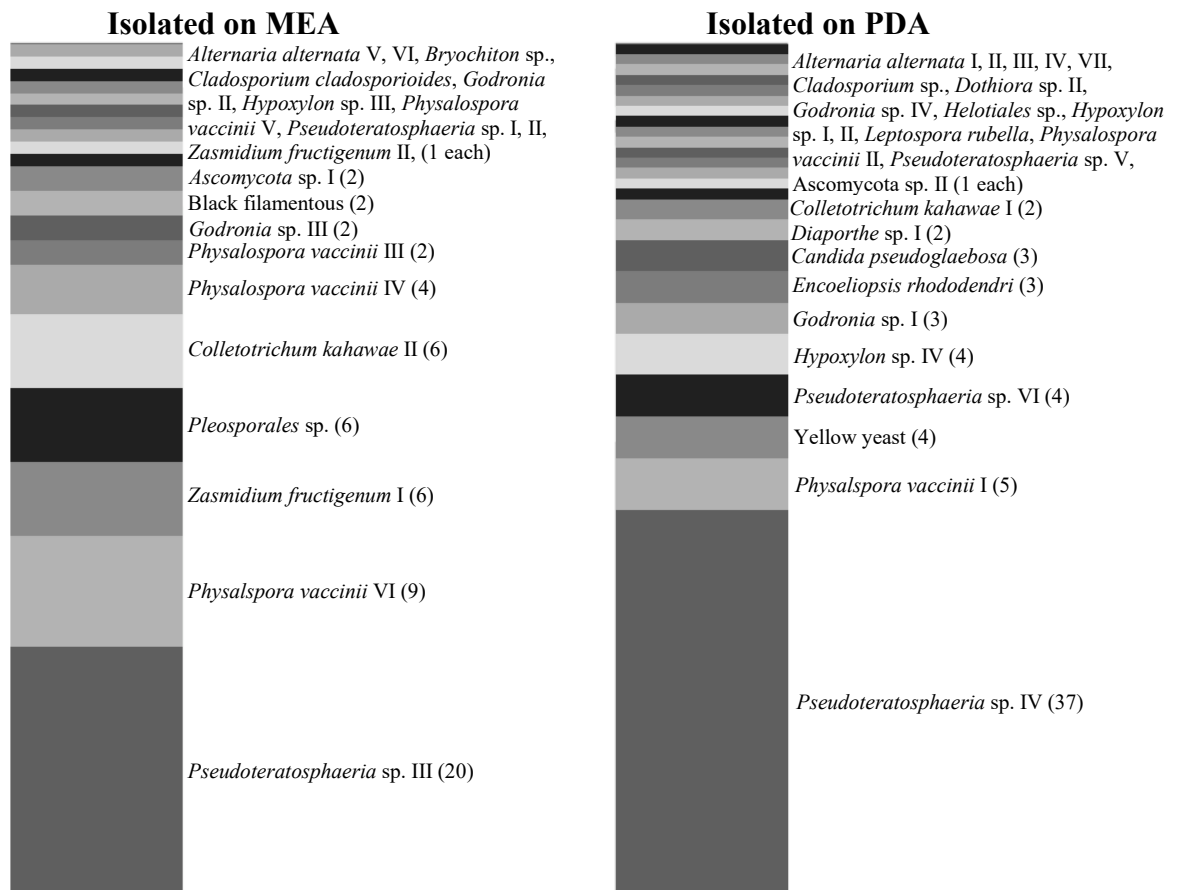 Isolated on MEA
Alternaria alternata V, VI, Bryochiton sp.,
Cladosporium cladosporioides, Godronia
sp. II, Hypoxylon sp. III, Physalospora
vaccinii V, Pseudoteratosphaeria sp. I, II,
Zasmidium fructigenum II, (1 each)
Ascomycota sp. I (2)
Black filamentous (2)
Godronia sp. III (2)
Physalospora vaccinii III (2)
Physalospora vaccinii IV (4)
Colletotrichum kahawae II (6)
Pleosporales sp. (6)
Zasmidium fructigenum I (6)
Physalspora vaccinii VI (9)
Pseudoteratosphaeria sp. III (20)
Isolated on PDA
Alternaria alternata I, II, III, IV, VII,
Cladosporium sp., Dothiora sp. II,
Godronia sp. IV, Helotiales sp., Hypoxylon
sp. I, II, Leptospora rubella, Physalospora
vaccinii II, Pseudoteratosphaeria sp. V,
Ascomycota sp. II (1 each)
Colletotrichum kahawae I (2)
Diaporthe sp. I (2)
Candida pseudoglaebosa (3)
Encoeliopsis rhododendri (3)
Godronia sp. I (3)
Hypoxylon sp. IV (4)
Pseudoteratosphaeria sp. VI (4)
Yellow yeast (4)
Physalspora vaccinii I (5)
Pseudoteratosphaeria sp. IV (37)